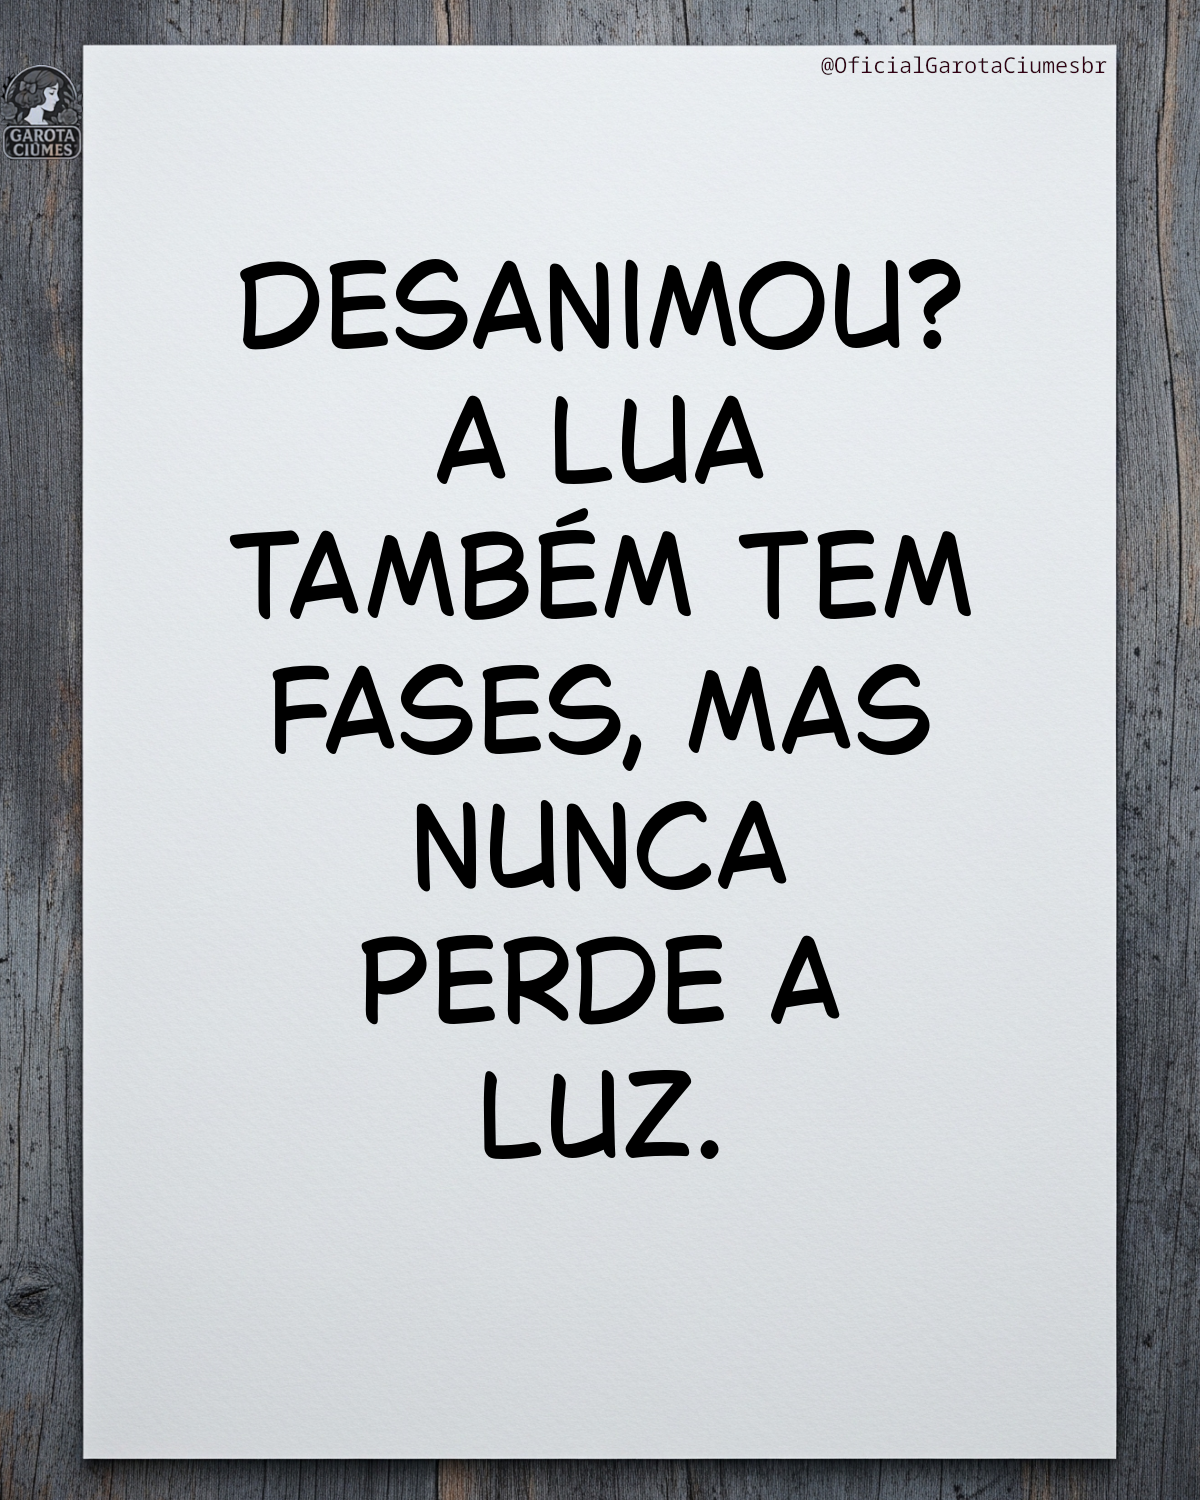 @OficialGarotaCiumesbr
GAROTA
CIUMES
DESANIMOU?
A LUA
TAMBÉM TEM
FASES, MAS
NUNCA
PERDE A
LUZ.